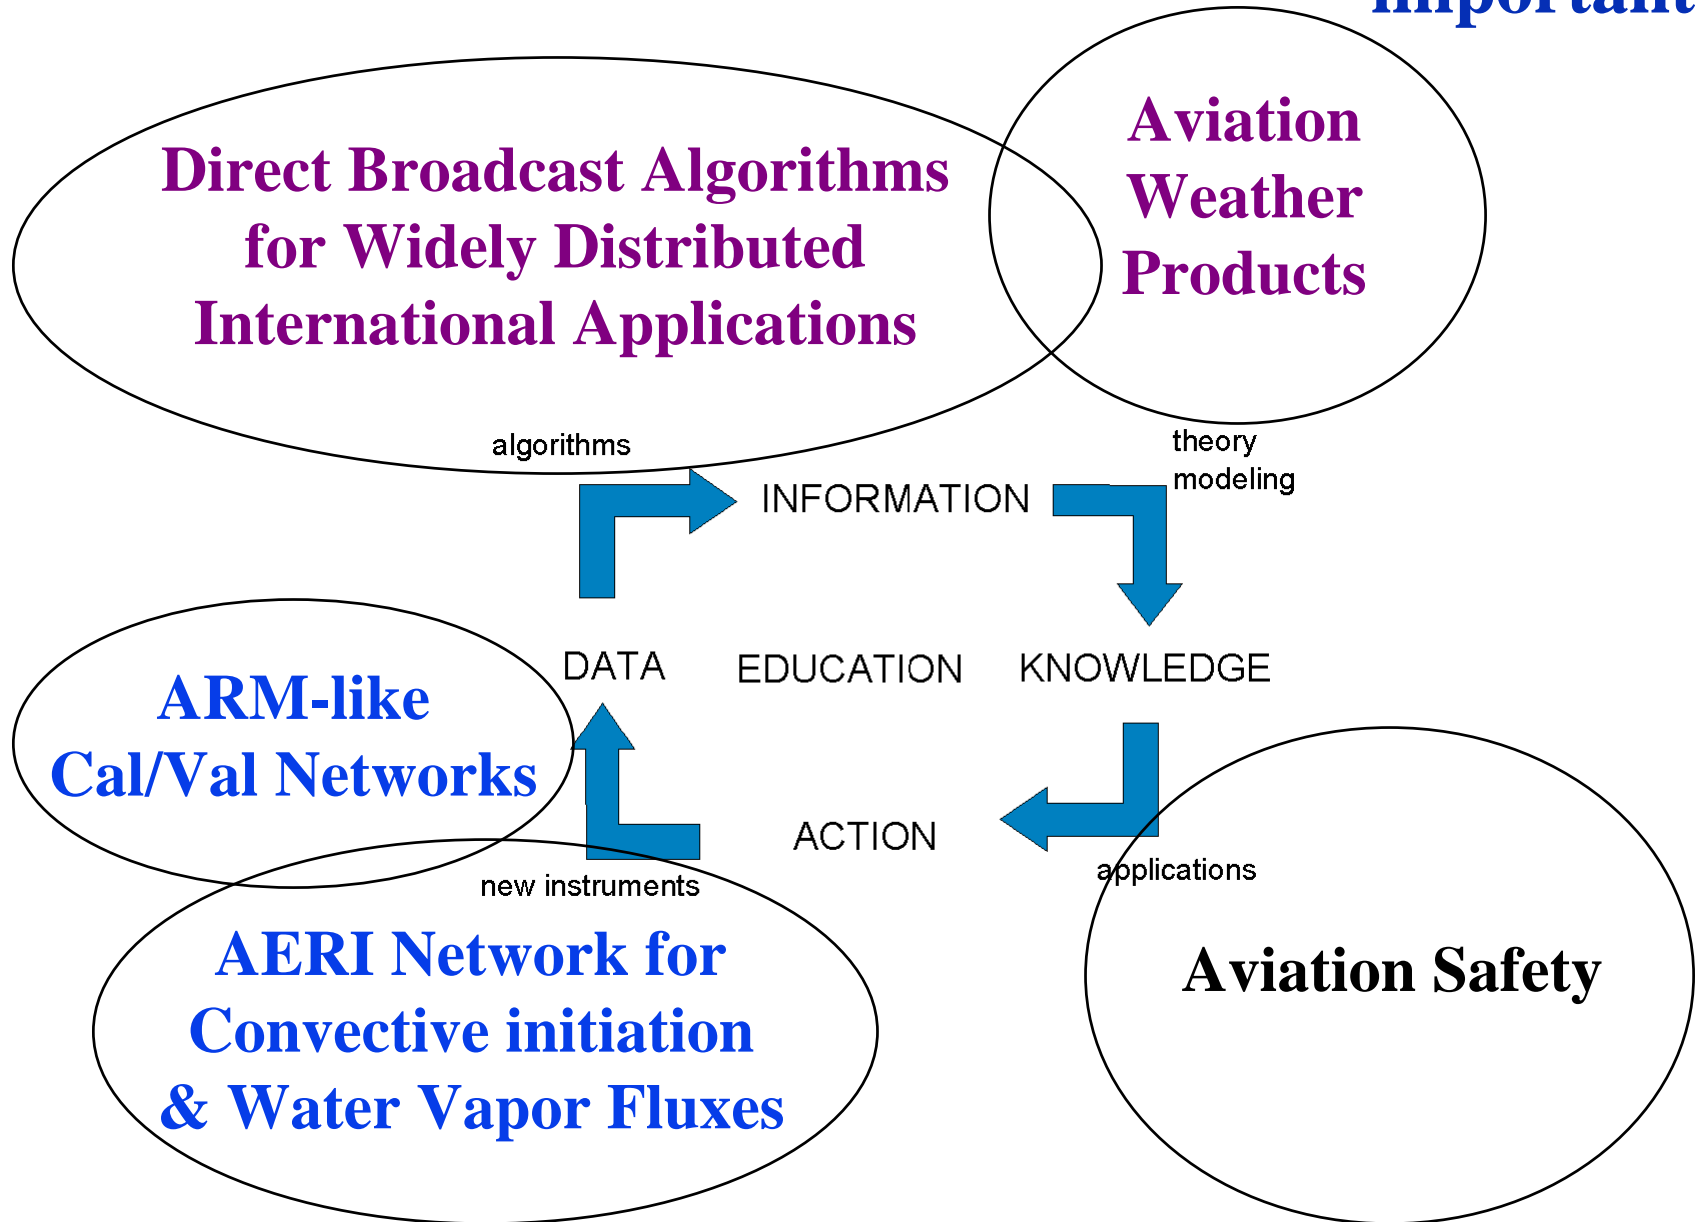 important
Aviation
Weather
Products
Direct Broadcast Algorithms
for Widely Distributed
International Applications
algorithms
theory
modeling
INFORMATION
DATA
EDUCATION
KNOWLEDGE
ARM-like
Cal/Val Networks
ACTION
applications
new instruments
AERI Network for
Convective initiation
& Water Vapor Fluxes
Aviation Safety